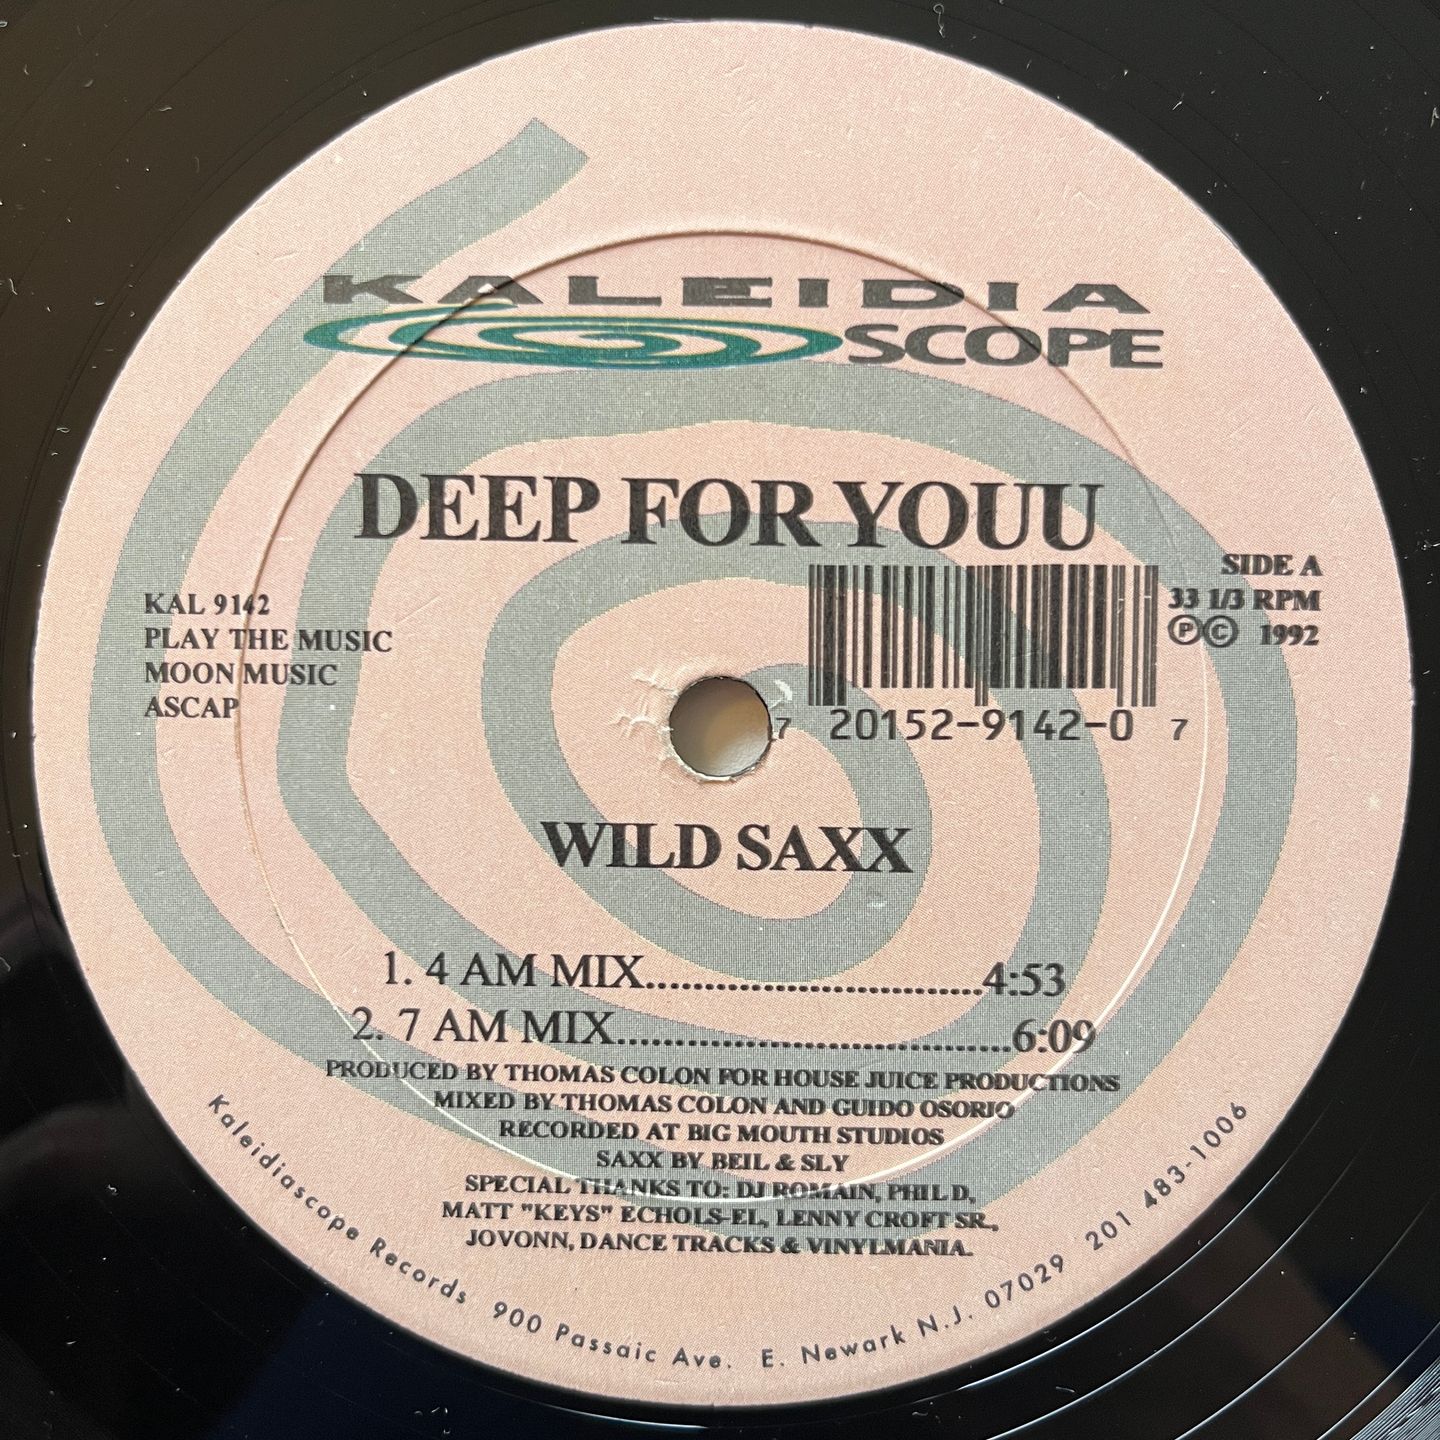 KALEIDIA
SCOPE
DEEP FOR YOUU
SIDE A
33 1/3 RPM
Ⓟ© 1992
KAL 9142
PLAY THE MUSIC
MOON MUSIC
ASCAP
7 20152-9142-0 7
WILD SAXX
1. 4 AM MIX................................4:53
2. 7 AM MIX.....................................6:09
PRODUCED BY THOMAS COLON FOR HOUSE JUICE PRODUCTIONS
MIXED BY THOMAS COLON AND GUIDO OSORIO
RECORDED AT BIG MOUTH STUDIOS
SAXX BY BEIL & SLY
SPECIAL THANKS TO: DJ ROMAIN, PHIL D,
MATT "KEYS" ECHOLS-EL, LENNY CROFT SR.,
JOVONN, DANCE TRACKS & VINYLMANIA.
Kaleidiascope Records 900 Passaic Ave. E. Newark N.J. 07029 201 483-1006